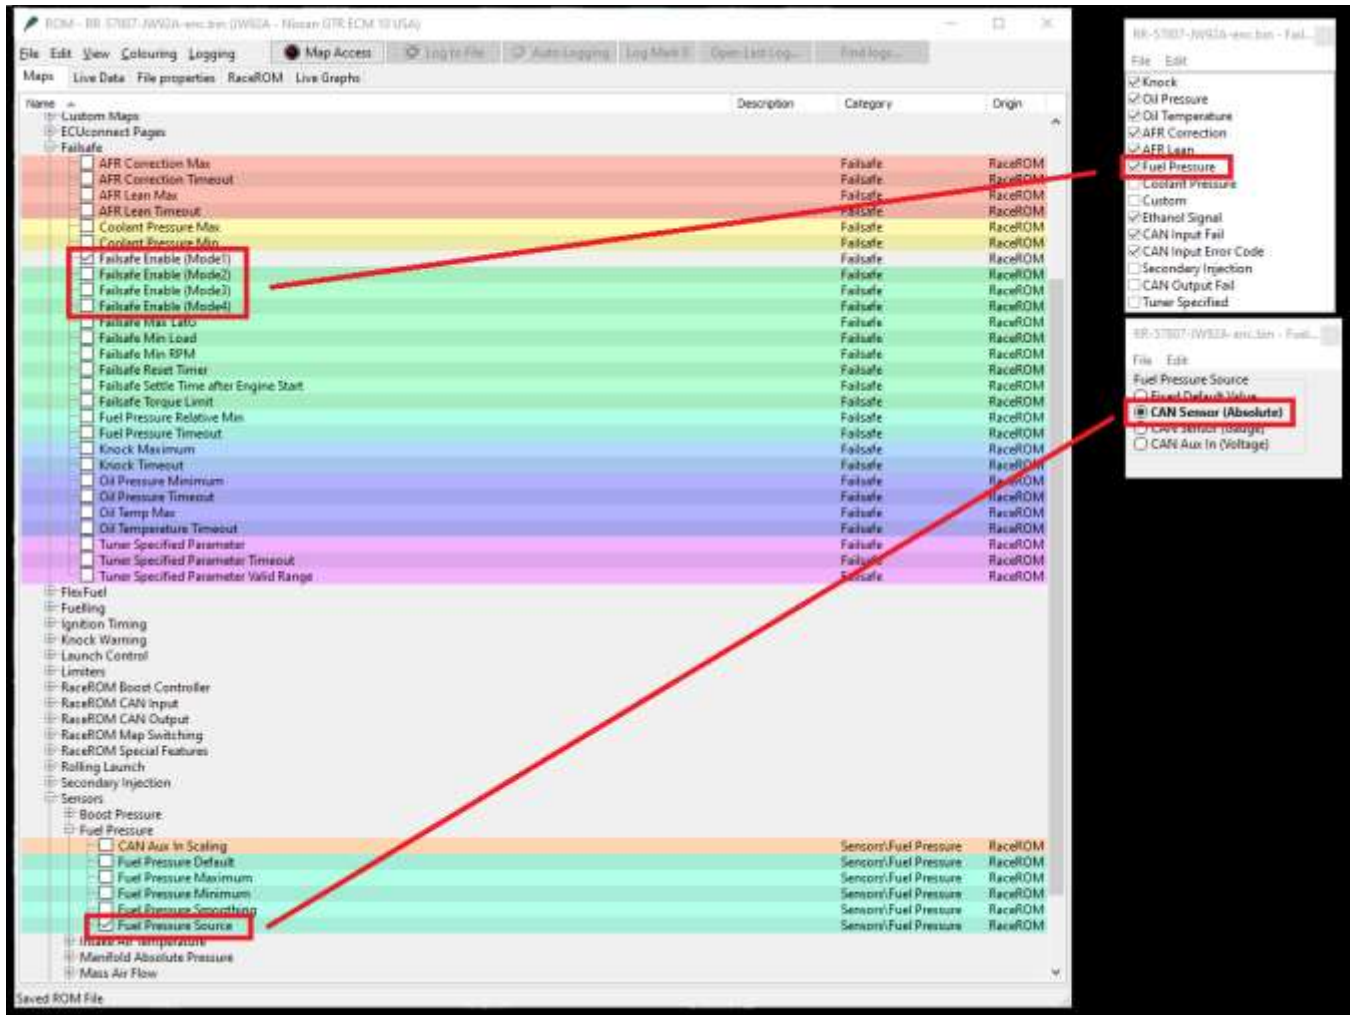 ROM - RR-57807-JW92A-enc.bin (JW92A - Nissan GTR ECM 10 USA)
File Edit View Colouring Logging Map Access Log to File Auto Logging Log Mark 0 Open Last Log... Find logs...
Maps Live Data File properties RaceROM Live Graphs
Name Description Category Origin
Custom Maps
ECUconnect Pages
Failsafe
AFR Correction Max Failsafe RaceROM
AFR Correction Timeout Failsafe RaceROM
AFR Lean Max Failsafe RaceROM
AFR Lean Timeout Failsafe RaceROM
Coolant Pressure Max Failsafe RaceROM
Coolant Pressure Min Failsafe RaceROM
Failsafe Enable (Mode1) Failsafe RaceROM
Failsafe Enable (Mode2) Failsafe RaceROM
Failsafe Enable (Mode3) Failsafe RaceROM
Failsafe Enable (Mode4) Failsafe RaceROM
Failsafe Max Failsafe RaceROM
Failsafe Min Load Failsafe RaceROM
Failsafe Min RPM Failsafe RaceROM
Failsafe Reset Timer Failsafe RaceROM
Failsafe Settle Time after Engine Start Failsafe RaceROM
Failsafe Torque Limit Failsafe RaceROM
Fuel Pressure Relative Min Failsafe RaceROM
Fuel Pressure Timeout Failsafe RaceROM
Knock Maximum Failsafe RaceROM
Knock Timeout Failsafe RaceROM
Oil Pressure Minimum Failsafe RaceROM
Oil Pressure Timeout Failsafe RaceROM
Oil Temp Max Failsafe RaceROM
Oil Temperature Timeout Failsafe RaceROM
Tuner Specified Parameter Failsafe RaceROM
Tuner Specified Parameter Timeout Failsafe RaceROM
Tuner Specified Parameter Valid Range Failsafe RaceROM
FlexFuel
Fuelling
Ignition Timing
Knock Warning
Launch Control
Limiters
RaceROM Boost Controller
RaceROM CAN Input
RaceROM CAN Output
RaceROM Map Switching
RaceROM Special Features
Rolling Launch
Secondary Injection
Sensors
Boost Pressure
Fuel Pressure
CAN Aux In Scaling Sensors\Fuel Pressure RaceROM
Fuel Pressure Default Sensors\Fuel Pressure RaceROM
Fuel Pressure Maximum Sensors\Fuel Pressure RaceROM
Fuel Pressure Minimum Sensors\Fuel Pressure RaceROM
Fuel Pressure Smoothing Sensors\Fuel Pressure RaceROM
Fuel Pressure Source Sensors\Fuel Pressure RaceROM
Intake Air Temperature
Manifold Absolute Pressure
Mass Air Flow
Saved ROM File
RR-57807-JW92A-enc.bin - Fail...
File Edit
Knock
Oil Pressure
Oil Temperature
AFR Correction
AFR Lean
Fuel Pressure
Coolant Pressure
Custom
Ethanol Signal
CAN Input Fail
CAN Input Error Code
Secondary Injection
CAN Output Fail
Tuner Specified
RR-57807-JW92A-enc.bin - Fuel...
File Edit
Fuel Pressure Source
Fixed Default Value
CAN Sensor (Absolute)
CAN Sensor (Gauge)
CAN Aux In (Voltage)